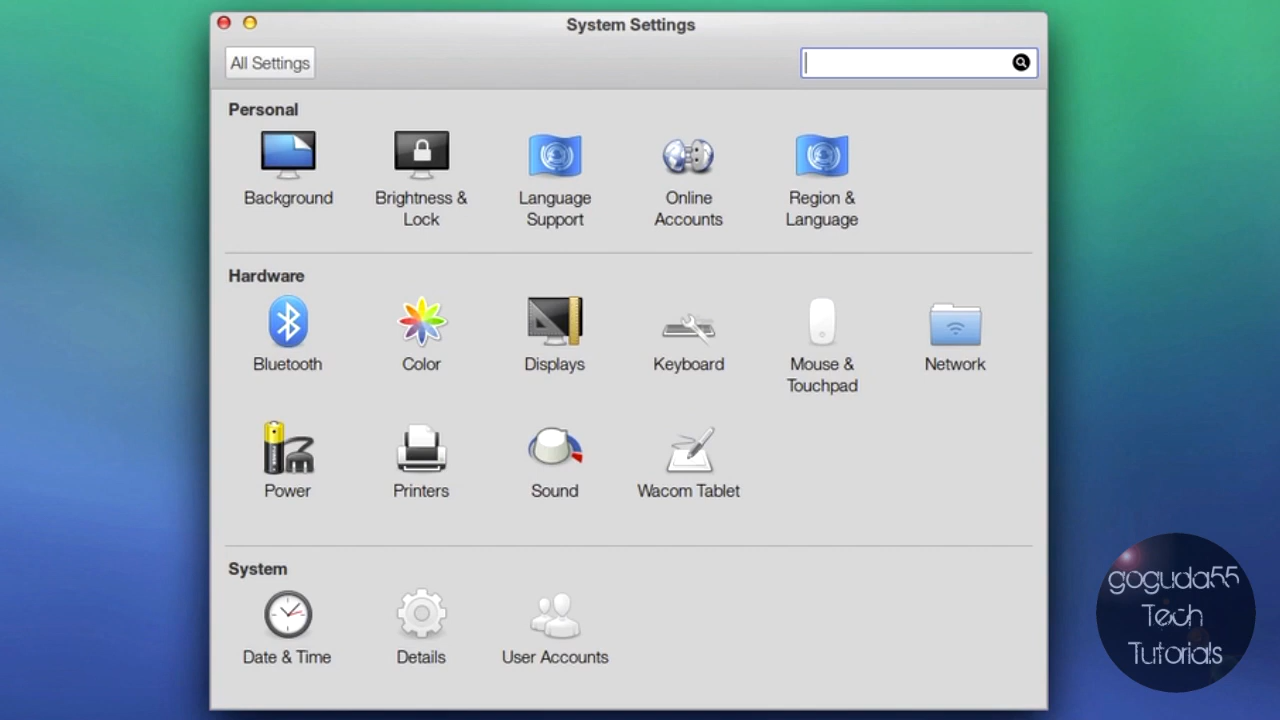 System Settings
All Settings
Personal
Background
Brightness &
Lock
Language
Support
Online
Accounts
Region &
Language
Hardware
Bluetooth
Color
Displays
Keyboard
Mouse &
Touchpad
Network
Power
Printers
Sound
Wacom Tablet
System
Date & Time
Details
User Accounts
goguda55
Tech
Tutorials